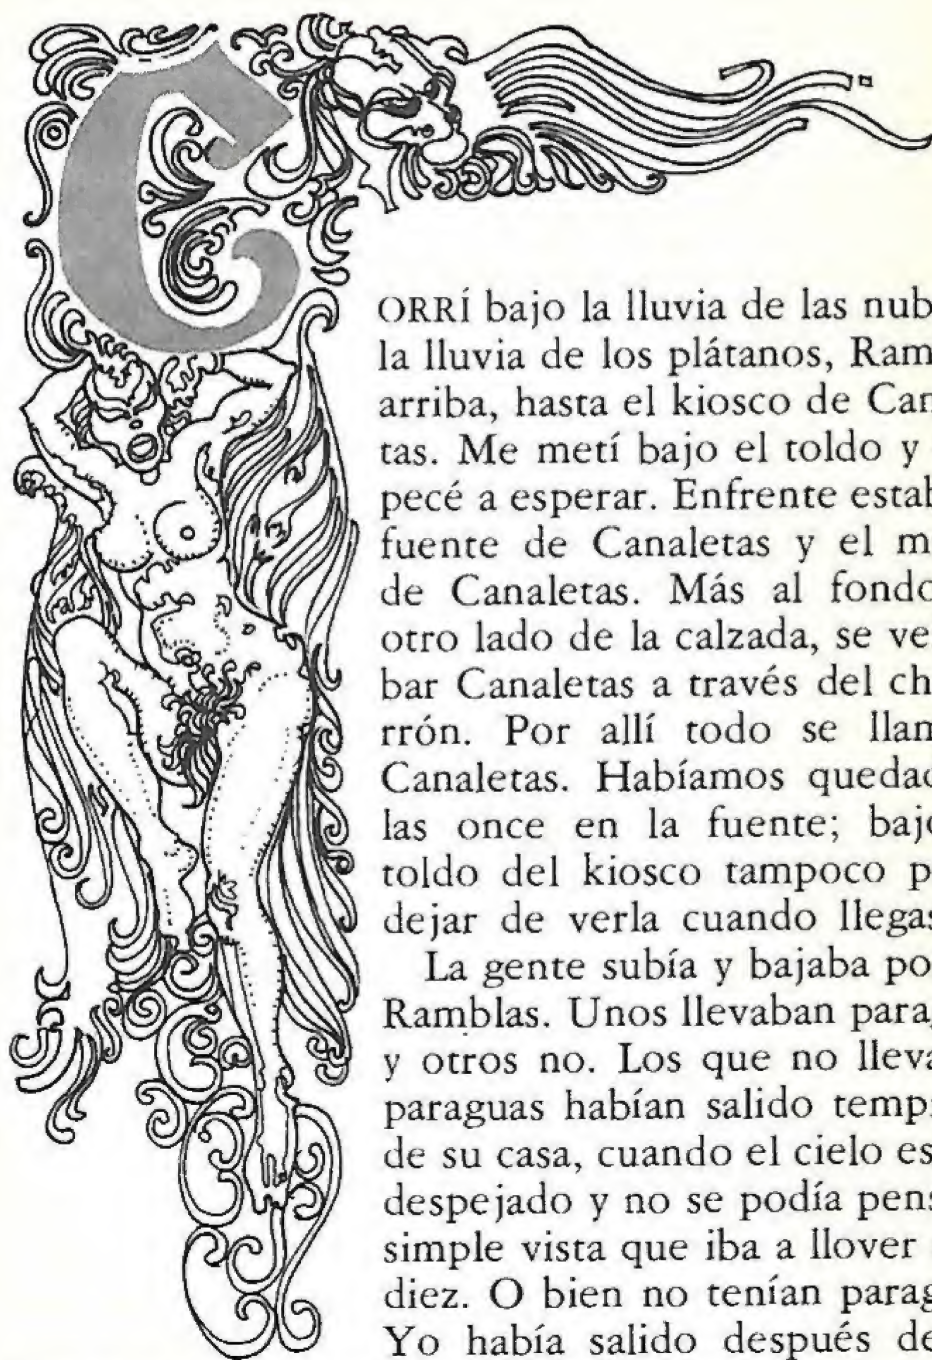 CORRÍ bajo la lluvia de las nub
la lluvia de los plátanos, Ram
arriba, hasta el kiosco de Can
tas. Me metí bajo el toldo y
pecé a esperar. Enfrente estab
fuente de Canaletas y el m
de Canaletas. Más al fondo
otro lado de la calzada, se ve
bar Canaletas a través del ch
rrón. Por allí todo se llam
Canaletas. Habíamos quedad
las once en la fuente; bajo
toldo del kiosco tampoco p
dejar de verla cuando llegas
La gente subía y bajaba po
Ramblas. Unos llevaban para
y otros no. Los que no lleva
paraguas habían salido temp
de su casa, cuando el cielo es
despejado y no se podía pens
simple vista que iba a llover
diez. O bien no tenían parag
Yo había salido después de